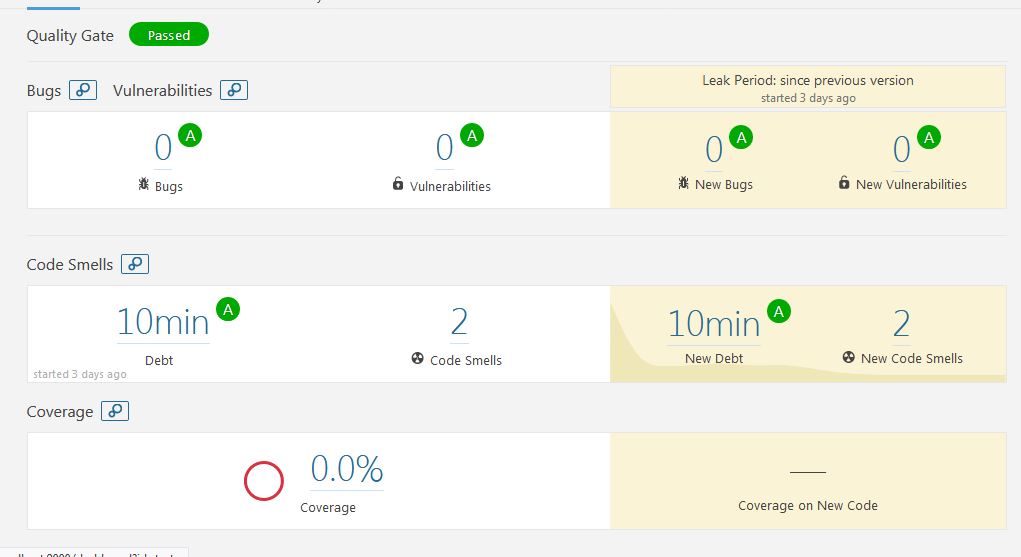 Quality Gate Passed
Bugs Vulnerabilities
Leak Period: since previous version
started 3 days ago
0 A
Bugs
0 A
Vulnerabilities
0 A
New Bugs
0 A
New Vulnerabilities
Code Smells
10min A
Debt
2
Code Smells
started 3 days ago
10min A
New Debt
2
New Code Smells
Coverage
0.0%
Coverage
Coverage on New Code